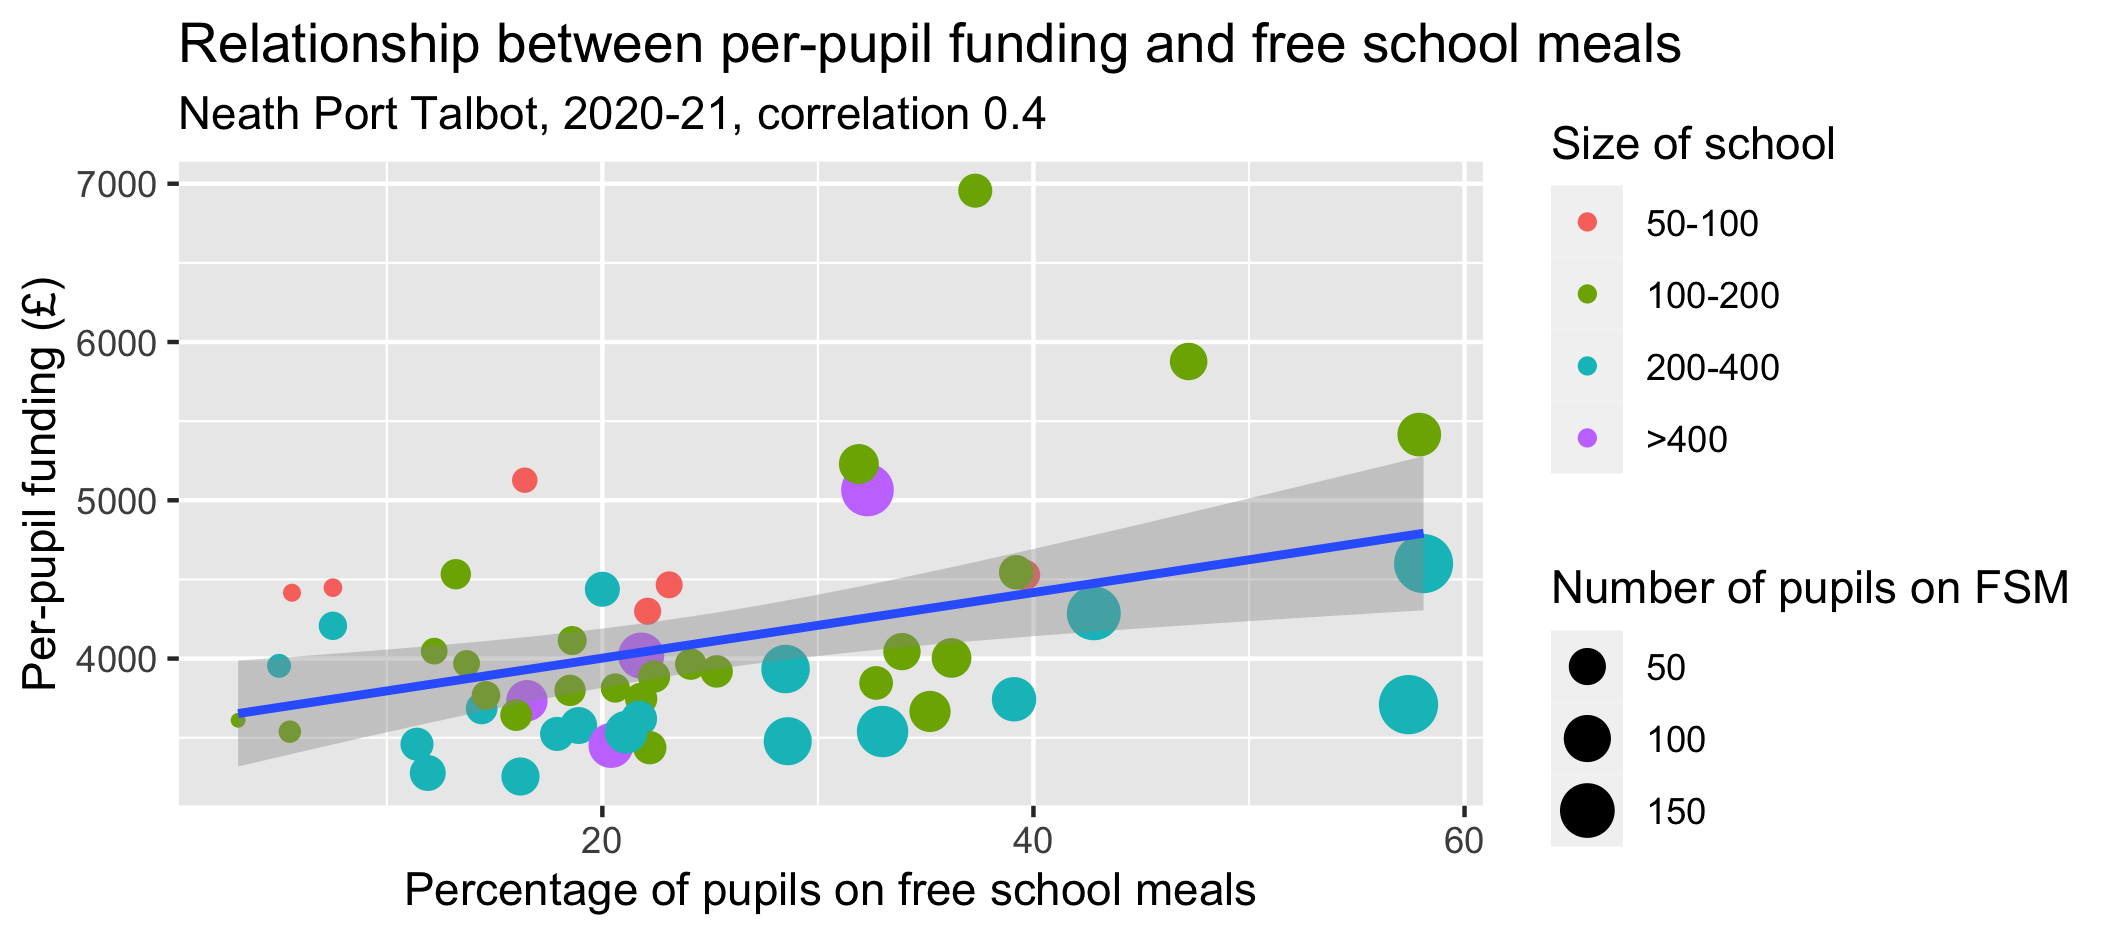 Relationship between per-pupil funding and free school meals
Neath Port Talbot, 2020-21, correlation 0.4
Per-pupil funding (£)
7000
6000
5000
4000
20
40
60
Percentage of pupils on free school meals
Size of school
50-100
100-200
200-400
>400
Number of pupils on FSM
50
100
150